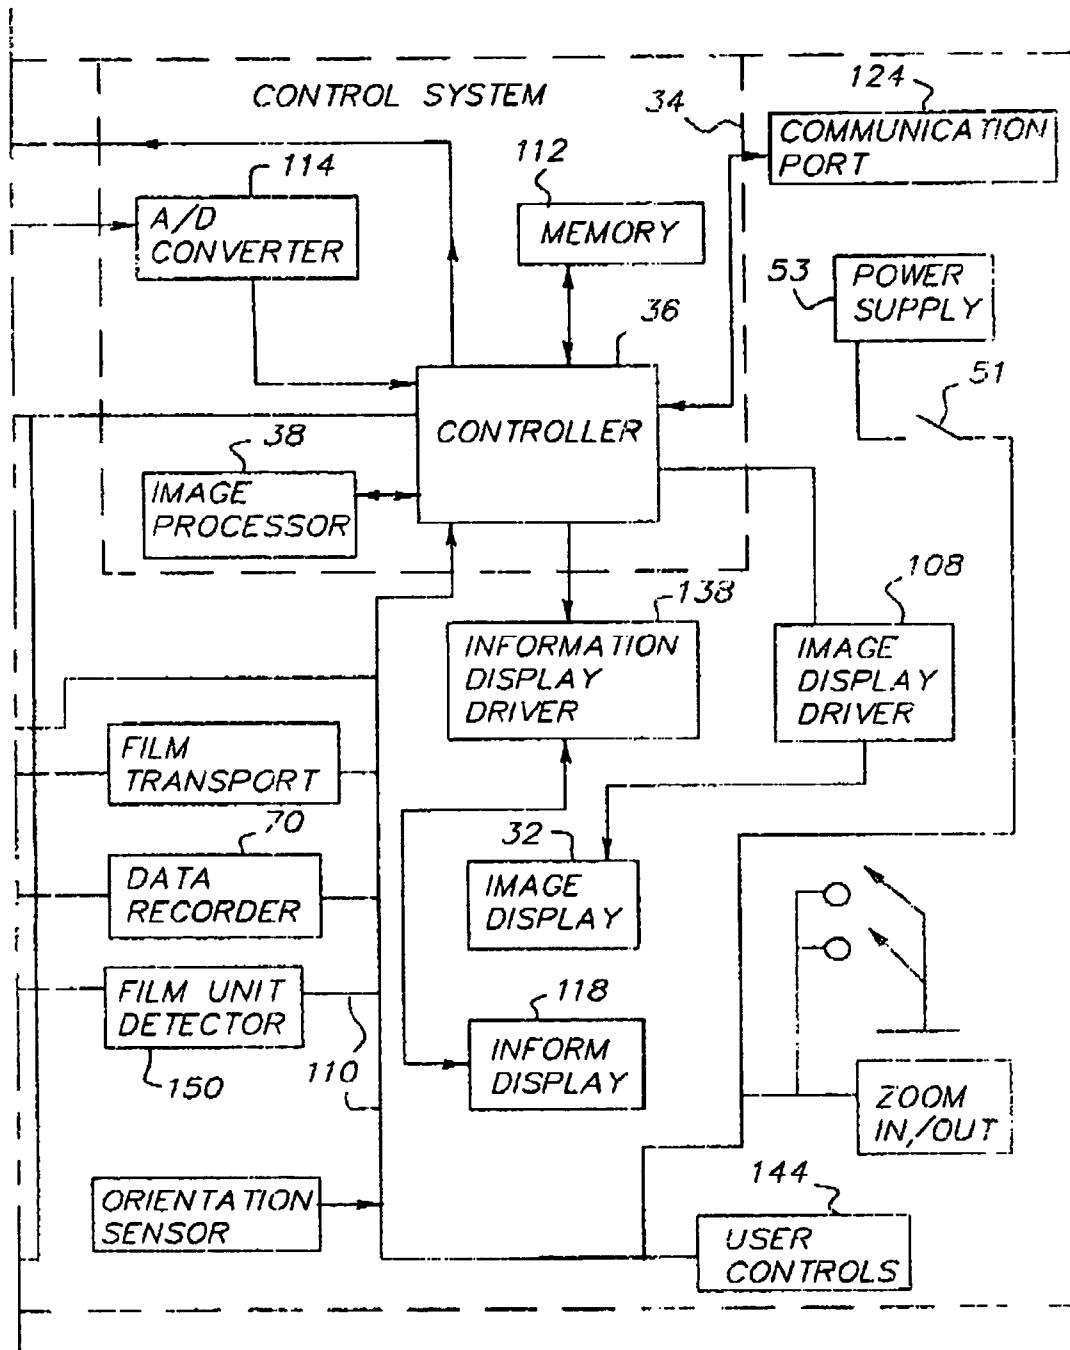 CONTROL SYSTEM
34
124
COMMUNICATION
PORT
114
A/D
CONVERTER
112
MEMORY
53
POWER
SUPPLY
36
CONTROLLER
51
38
IMAGE
PROCESSOR
138
INFORMATION
DISPLAY
DRIVER
108
IMAGE
DISPLAY
DRIVER
FILM
TRANSPORT
70
DATA
RECORDER
32
IMAGE
DISPLAY
FILM UNIT
DETECTOR
150
110
118
INFORM
DISPLAY
ZOOM
IN/OUT
ORIENTATION
SENSOR
144
USER
CONTROLS